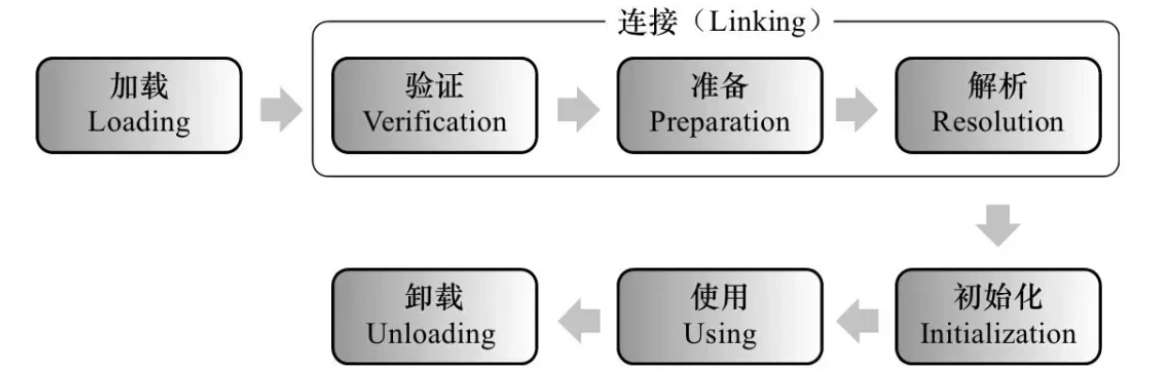 连接（Linking）
加载
Loading
验证
Verification
准备
Preparation
解析
Resolution
初始化
Initialization
使用
Using
卸载
Unloading